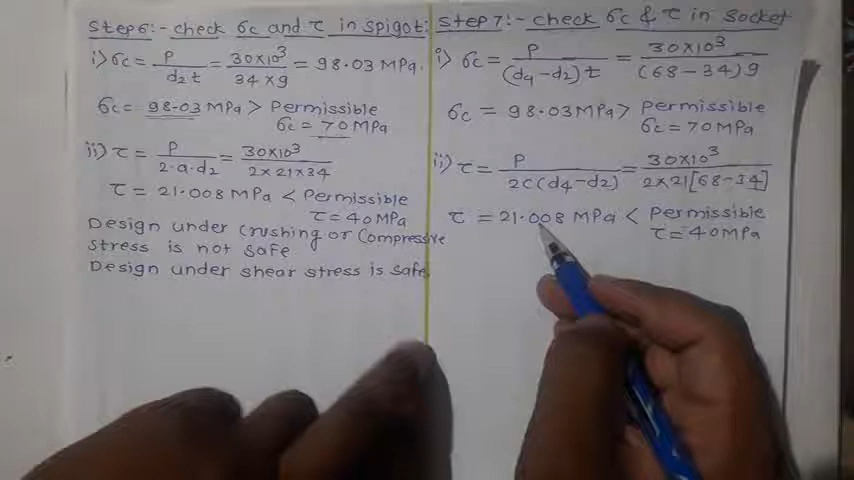 Step 6:- check σc and τ in spigot:
i) σc = P / d2 t = 30×10³ / 34×9 = 98.03 MPa.
σc = 98.03 MPa > Permissible
σc = 70 MPa
ii) τ = P / 2·a·d2 = 30×10³ / 2×21×34
τ = 21.008 MPa < Permissible
τ = 40 MPa
Design under crushing or Compressive
stress is not safe
Design under shear stress is safe.
Step 7:- check σc & τ in Socket
i) σc = P / (d4-d2) t = 30×10³ / (68-34) 9
σc = 98.03 MPa > Permissible
σc = 70 MPa
ii) τ = P / 2c(d4-d2) = 30×10³ / 2×21[68-34]
τ = 21.008 MPa < Permissible
τ = 40 MPa